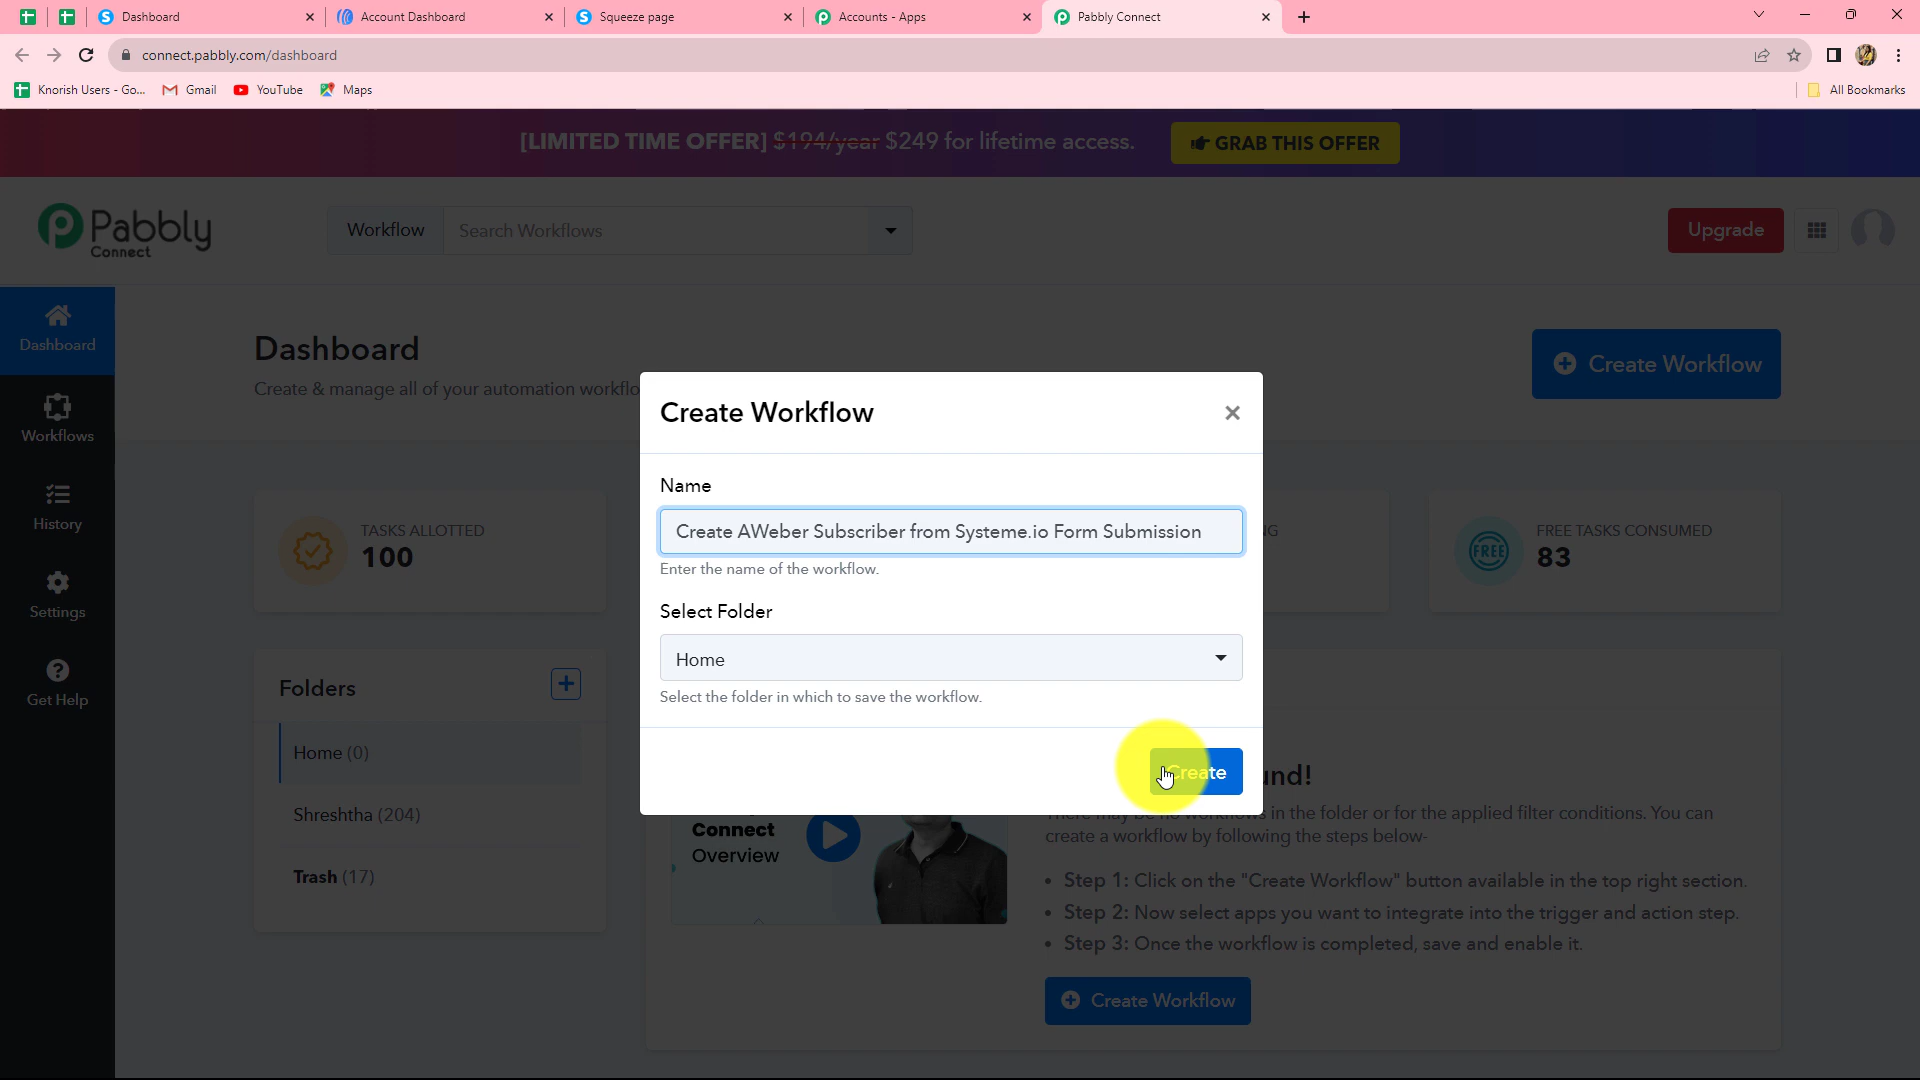 Dashboard
Account Dashboard
Squeeze page
Accounts - Apps
Pabbly Connect
connect.pabbly.com/dashboard
Knorish Users - Go...
Gmail
YouTube
Maps
All Bookmarks
[LIMITED TIME OFFER] $194/year $249 for lifetime access.
GRAB THIS OFFER
Pabbly
Connect
Workflow
Search Workflows
Upgrade
Dashboard
Workflows
History
Settings
Get Help
Dashboard
Create & manage all of your automation workflo
Create Workflow
TASKS ALLOTTED
100
NG
FREE
FREE TASKS CONSUMED
83
Folders
Home (0)
Shreshtha (204)
Trash (17)
Create Workflow
Name
Create AWeber Subscriber from Systeme.io Form Submission
Enter the name of the workflow.
Select Folder
Home
Select the folder in which to save the workflow.
Create
Connect
Overview
und!
in the folder or for the applied filter conditions. You can
create a workflow by following the steps below-
• Step 1: Click on the "Create Workflow" button available in the top right section.
• Step 2: Now select apps you want to integrate into the trigger and action step.
• Step 3: Once the workflow is completed, save and enable it.
Create Workflow